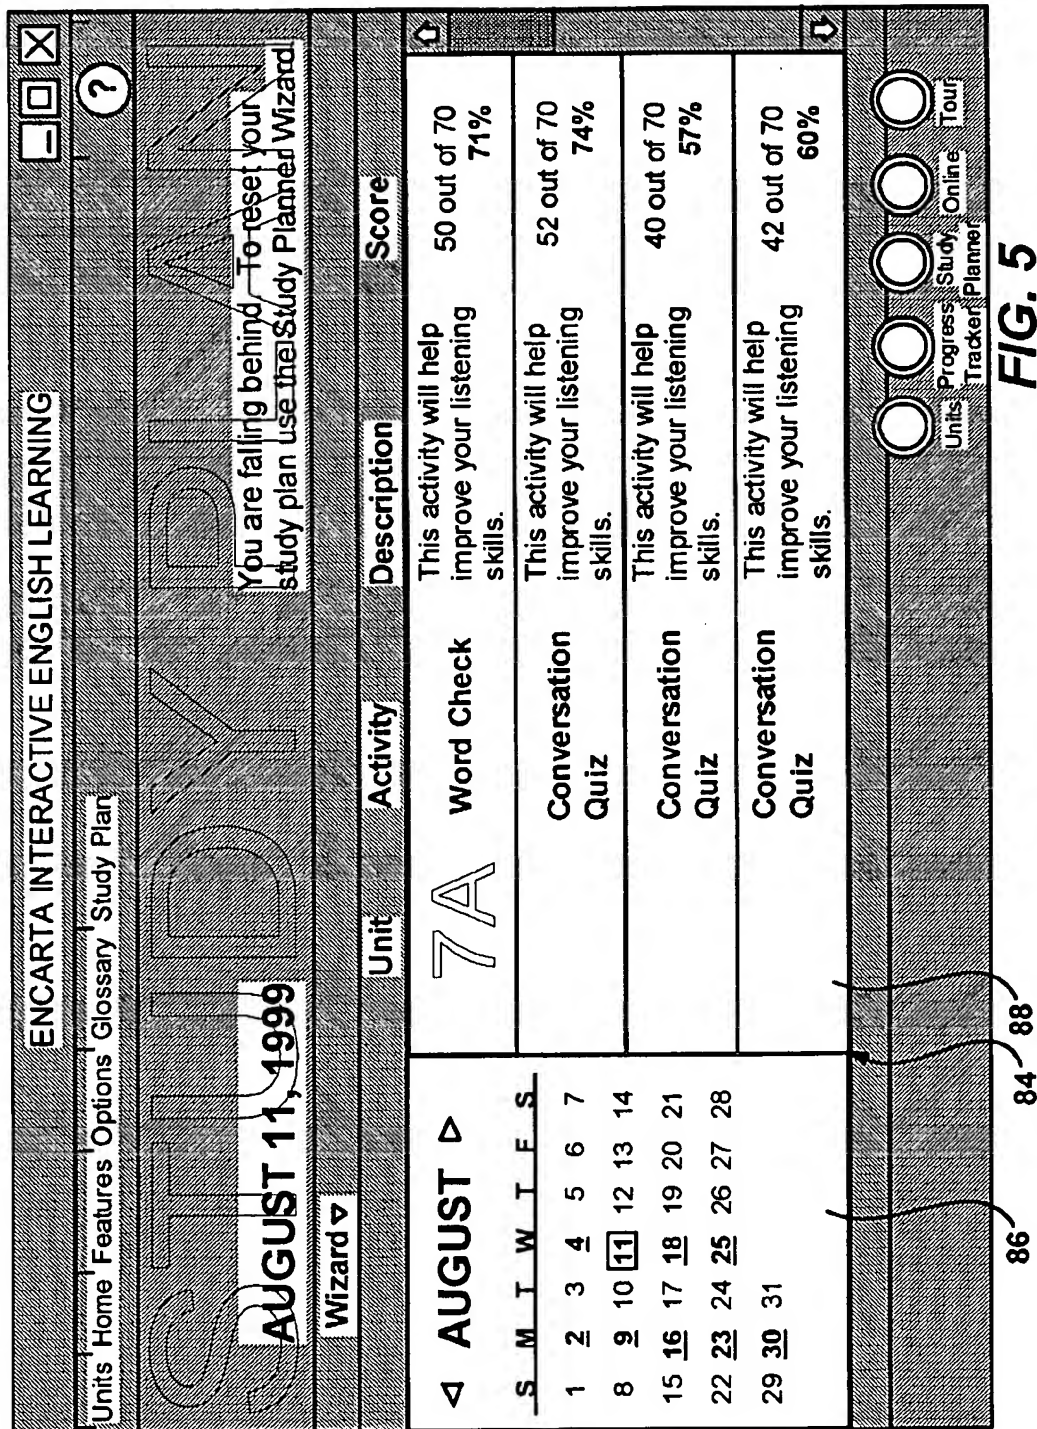 ENCARTA INTERACTIVE ENGLISH LEARNING
Units Home Features Options Glossary Study Plan
?
STUDY PLAN
AUGUST 11, 1999
You are falling behind. To reset your
study plan use the Study Planner Wizard
Wizard
Unit Activity Description Score
AUGUST
S M T W T F S
1 2 3 4 5 6 7
8 9 10 11 12 13 14
15 16 17 18 19 20 21
22 23 24 25 26 27 28
29 30 31
7A
Word Check
This activity will help
improve your listening
skills.
50 out of 70
71%
Conversation
Quiz
This activity will help
improve your listening
skills.
52 out of 70
74%
Conversation
Quiz
This activity will help
improve your listening
skills.
40 out of 70
57%
Conversation
Quiz
This activity will help
improve your listening
skills.
42 out of 70
60%
Units
Progress
Tracker
Study
Planner
Online
Tour
86
84
88
FIG. 5